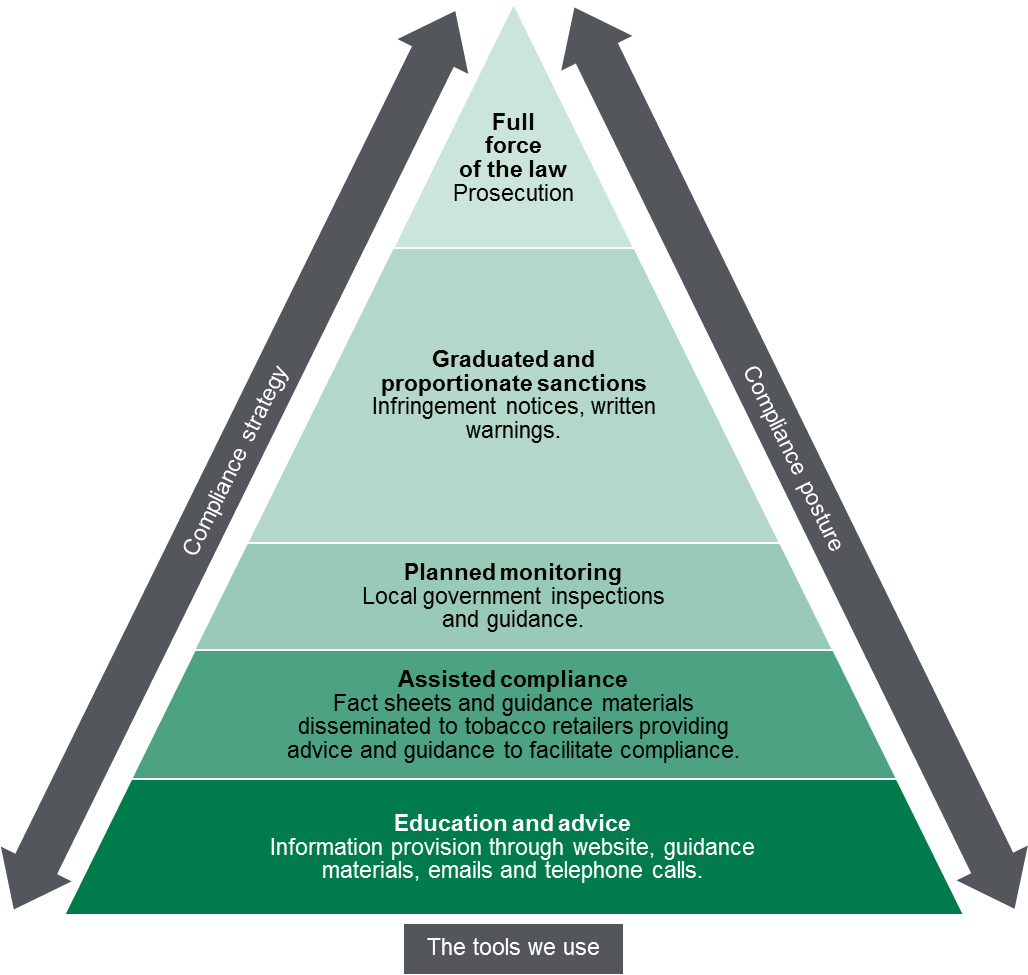 Full
force
of the law
Prosecution
Graduated and
proportionate sanctions
Infringement notices, written
warnings.
Compliance strategy
Compliance posture
Planned monitoring
Local government inspections
and guidance.
Assisted compliance
Fact sheets and guidance materials
disseminated to tobacco retailers providing
advice and guidance to facilitate compliance.
Education and advice
Information provision through website, guidance
materials, emails and telephone calls.
The tools we use